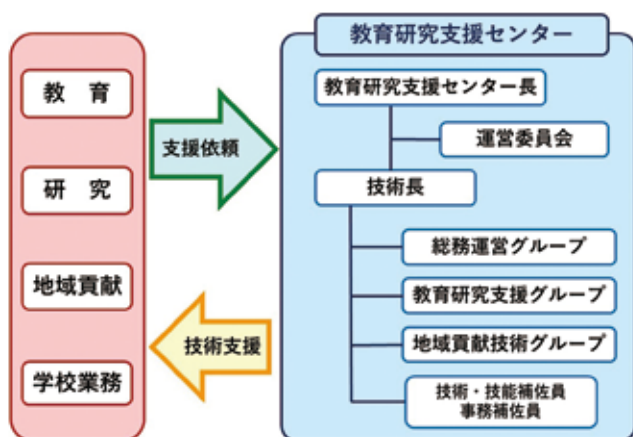 教育
研究
地域貢献
学校業務
支援依頼
技術支援
教育研究支援センター
教育研究支援センター長
運営委員会
技術長
総務運営グループ
教育研究支援グループ
地域貢献技術グループ
技術・技能補佐員
事務補佐員